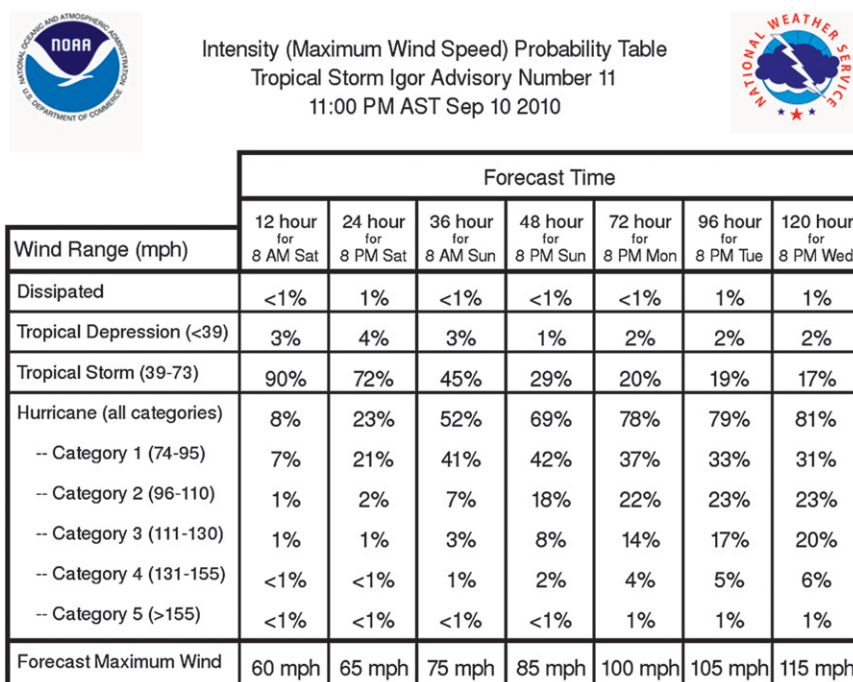 NATIONAL OCEANIC AND ATMOSPHERIC ADMINISTRATION
NOAA
U.S. DEPARTMENT OF COMMERCE
Intensity (Maximum Wind Speed) Probability Table
Tropical Storm Igor Advisory Number 11
11:00 PM AST Sep 10 2010
NATIONAL WEATHER SERVICE
Forecast Time
Wind Range (mph) 12 hour for 8 AM Sat 24 hour for 8 PM Sat 36 hour for 8 AM Sun 48 hour for 8 PM Sun 72 hour for 8 PM Mon 96 hour for 8 PM Tue 120 hour for 8 PM Wed
Dissipated <1% 1% <1% <1% <1% 1% 1%
Tropical Depression (<39) 3% 4% 3% 1% 2% 2% 2%
Tropical Storm (39-73) 90% 72% 45% 29% 20% 19% 17%
Hurricane (all categories) 8% 23% 52% 69% 78% 79% 81%
-- Category 1 (74-95) 7% 21% 41% 42% 37% 33% 31%
-- Category 2 (96-110) 1% 2% 7% 18% 22% 23% 23%
-- Category 3 (111-130) 1% 1% 3% 8% 14% 17% 20%
-- Category 4 (131-155) <1% <1% 1% 2% 4% 5% 6%
-- Category 5 (>155) <1% <1% <1% <1% 1% 1% 1%
Forecast Maximum Wind 60 mph 65 mph 75 mph 85 mph 100 mph 105 mph 115 mph